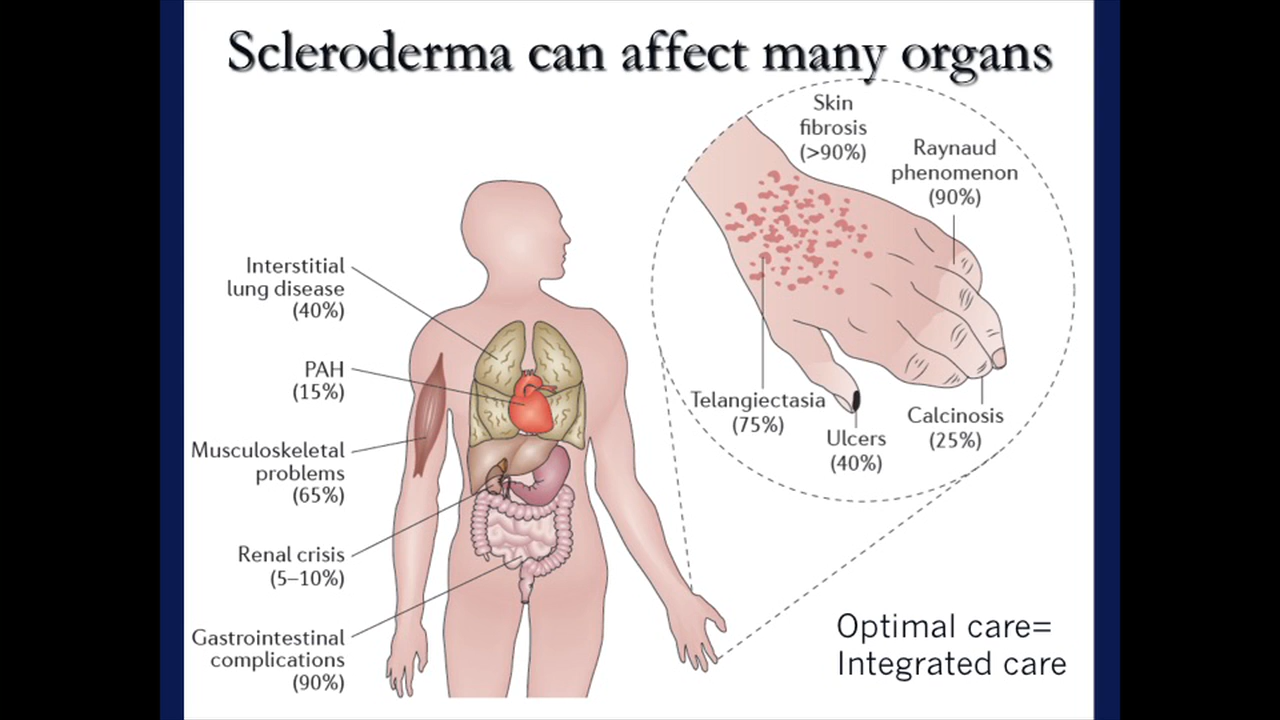 Scleroderma can affect many organs
Skin
fibrosis
(>90%)
Raynaud
phenomenon
(90%)
Interstitial
lung disease
(40%)
PAH
(15%)
Musculoskeletal
problems
(65%)
Renal crisis
(5–10%)
Gastrointestinal
complications
(90%)
Telangiectasia
(75%)
Ulcers
(40%)
Calcinosis
(25%)
Optimal care=
Integrated care